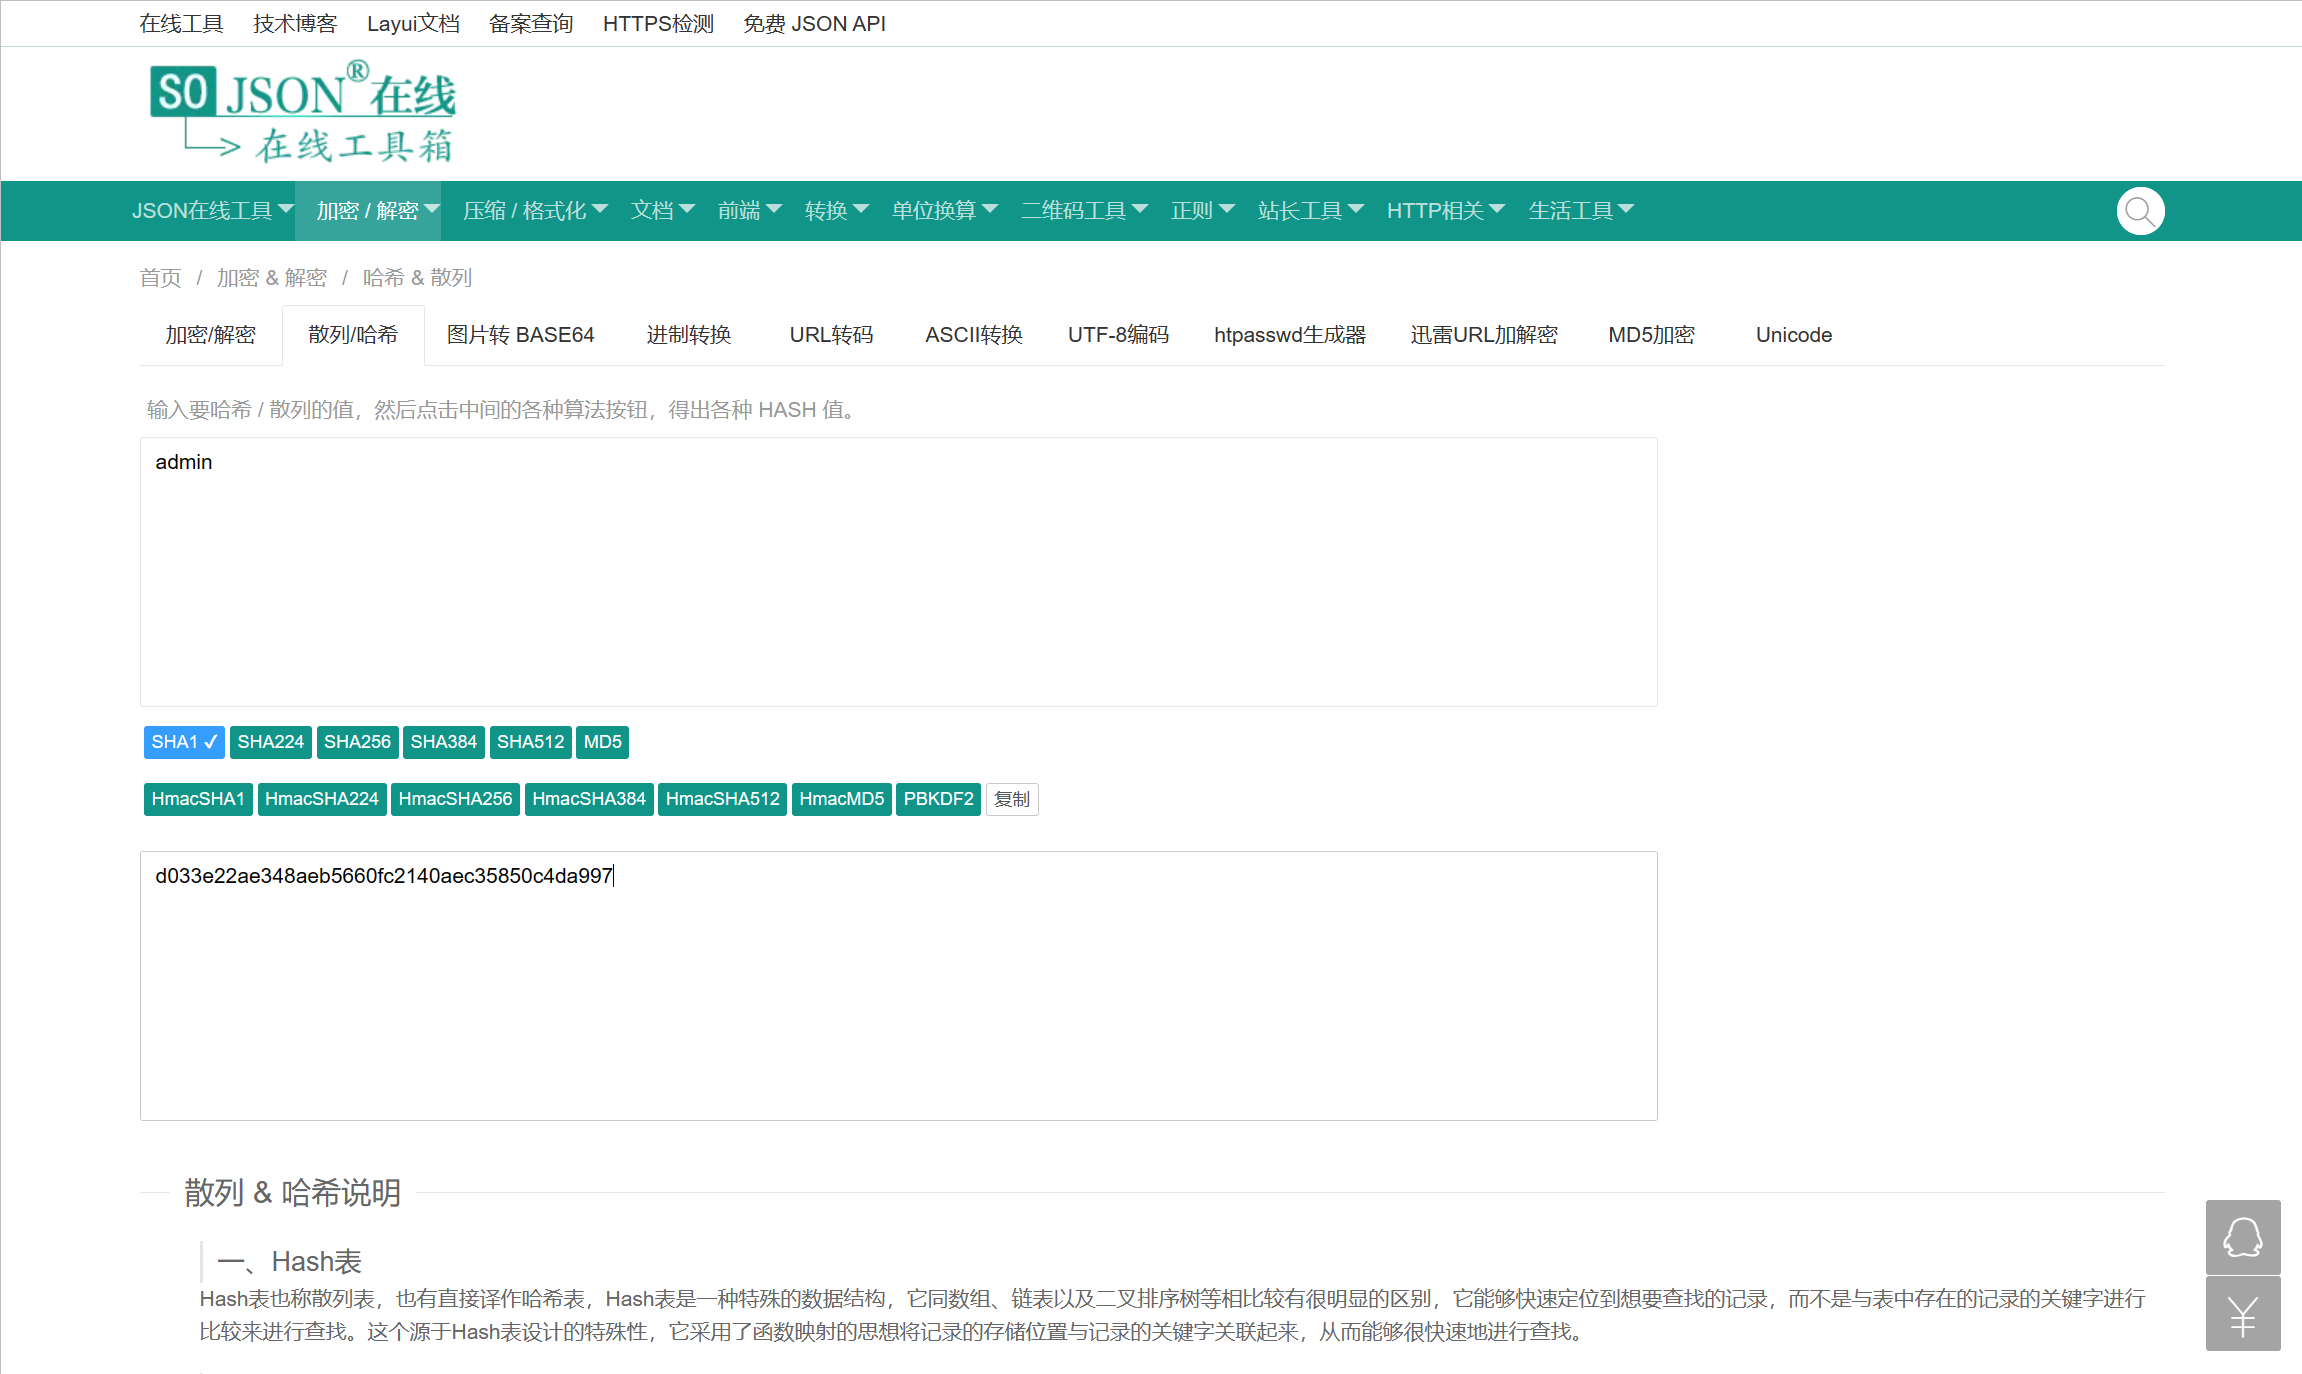 在线工具 技术博客 Layui文档 备案查询 HTTPS检测 免费 JSON API
SO JSON®在线
在线工具箱
JSON在线工具 加密 / 解密 压缩 / 格式化 文档 前端 转换 单位换算 二维码工具 正则 站长工具 HTTP相关 生活工具
首页 / 加密 & 解密 / 哈希 & 散列
加密/解密 散列/哈希 图片转 BASE64 进制转换 URL转码 ASCII转换 UTF-8编码 htpasswd生成器 迅雷URL加解密 MD5加密 Unicode
输入要哈希 / 散列的值，然后点击中间的各种算法按钮，得出各种 HASH 值。
admin
SHA1 ✓ SHA224 SHA256 SHA384 SHA512 MD5
HmacSHA1 HmacSHA224 HmacSHA256 HmacSHA384 HmacSHA512 HmacMD5 PBKDF2 复制
d033e22ae348aeb5660fc2140aec35850c4da997
散列 & 哈希说明
一、Hash表
Hash表也称散列表，也有直接译作哈希表，Hash表是一种特殊的数据结构，它同数组、链表以及二叉排序树等相比较有很明显的区别，它能够快速定位到想要查找的记录，而不是与表中存在的记录的关键字进行
比较来进行查找。这个源于Hash表设计的特殊性，它采用了函数映射的思想将记录的存储位置与记录的关键字关联起来，从而能够很快速地进行查找。